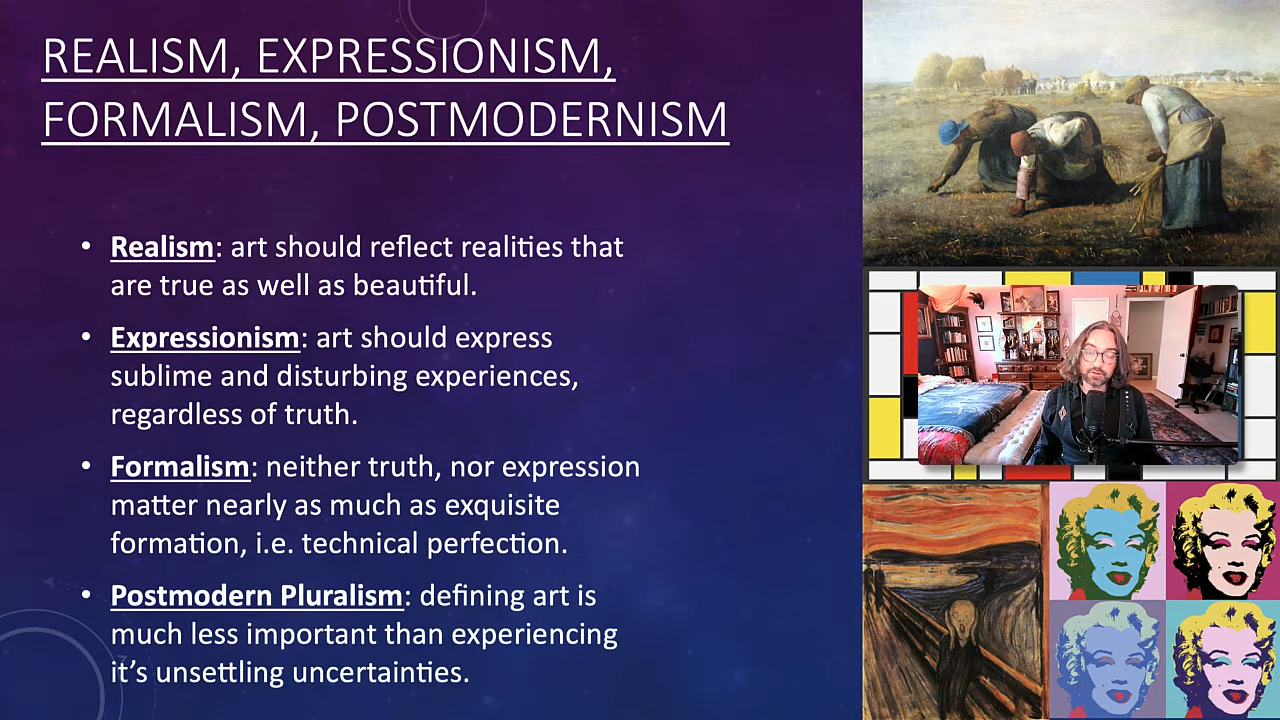 REALISM, EXPRESSIONISM,
FORMALISM, POSTMODERNISM
• Realism: art should reflect realities that
are true as well as beautiful.
• Expressionism: art should express
sublime and disturbing experiences,
regardless of truth.
• Formalism: neither truth, nor expression
matter nearly as much as exquisite
formation, i.e. technical perfection.
• Postmodern Pluralism: defining art is
much less important than experiencing
it's unsettling uncertainties.